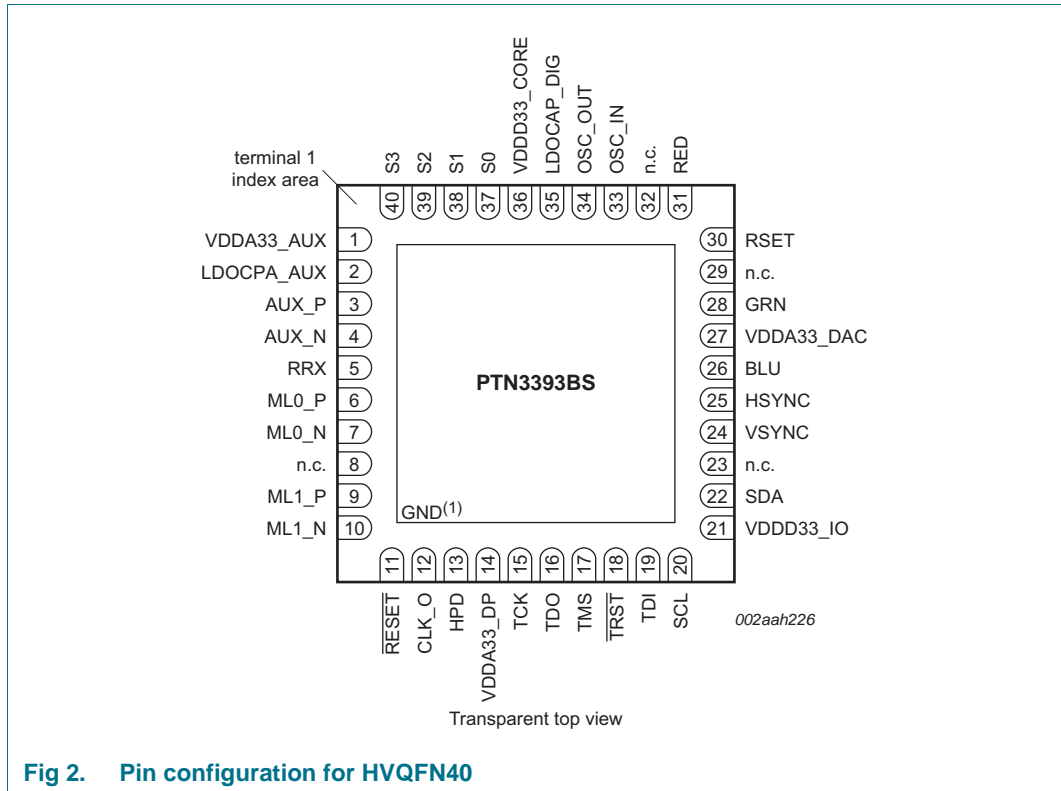 terminal 1
index area
S3
S2
S1
S0
VDDD33_CORE
LDOCAP_DIG
OSC_OUT
OSC_IN
n.c.
RED
40
39
38
37
36
35
34
33
32
31
VDDA33_AUX 1
LDOCPA_AUX 2
AUX_P 3
AUX_N 4
RRX 5
ML0_P 6
ML0_N 7
n.c. 8
ML1_P 9
ML1_N 10
30 RSET
29 n.c.
28 GRN
27 VDDA33_DAC
26 BLU
25 HSYNC
24 VSYNC
23 n.c.
22 SDA
21 VDDD33_IO
PTN3393BS
GND(1)
11
12
13
14
15
16
17
18
19
20
RESET
CLK_O
HPD
VDDA33_DP
TCK
TDO
TMS
TRST
TDI
SCL
002aah226
Transparent top view
Fig 2. Pin configuration for HVQFN40